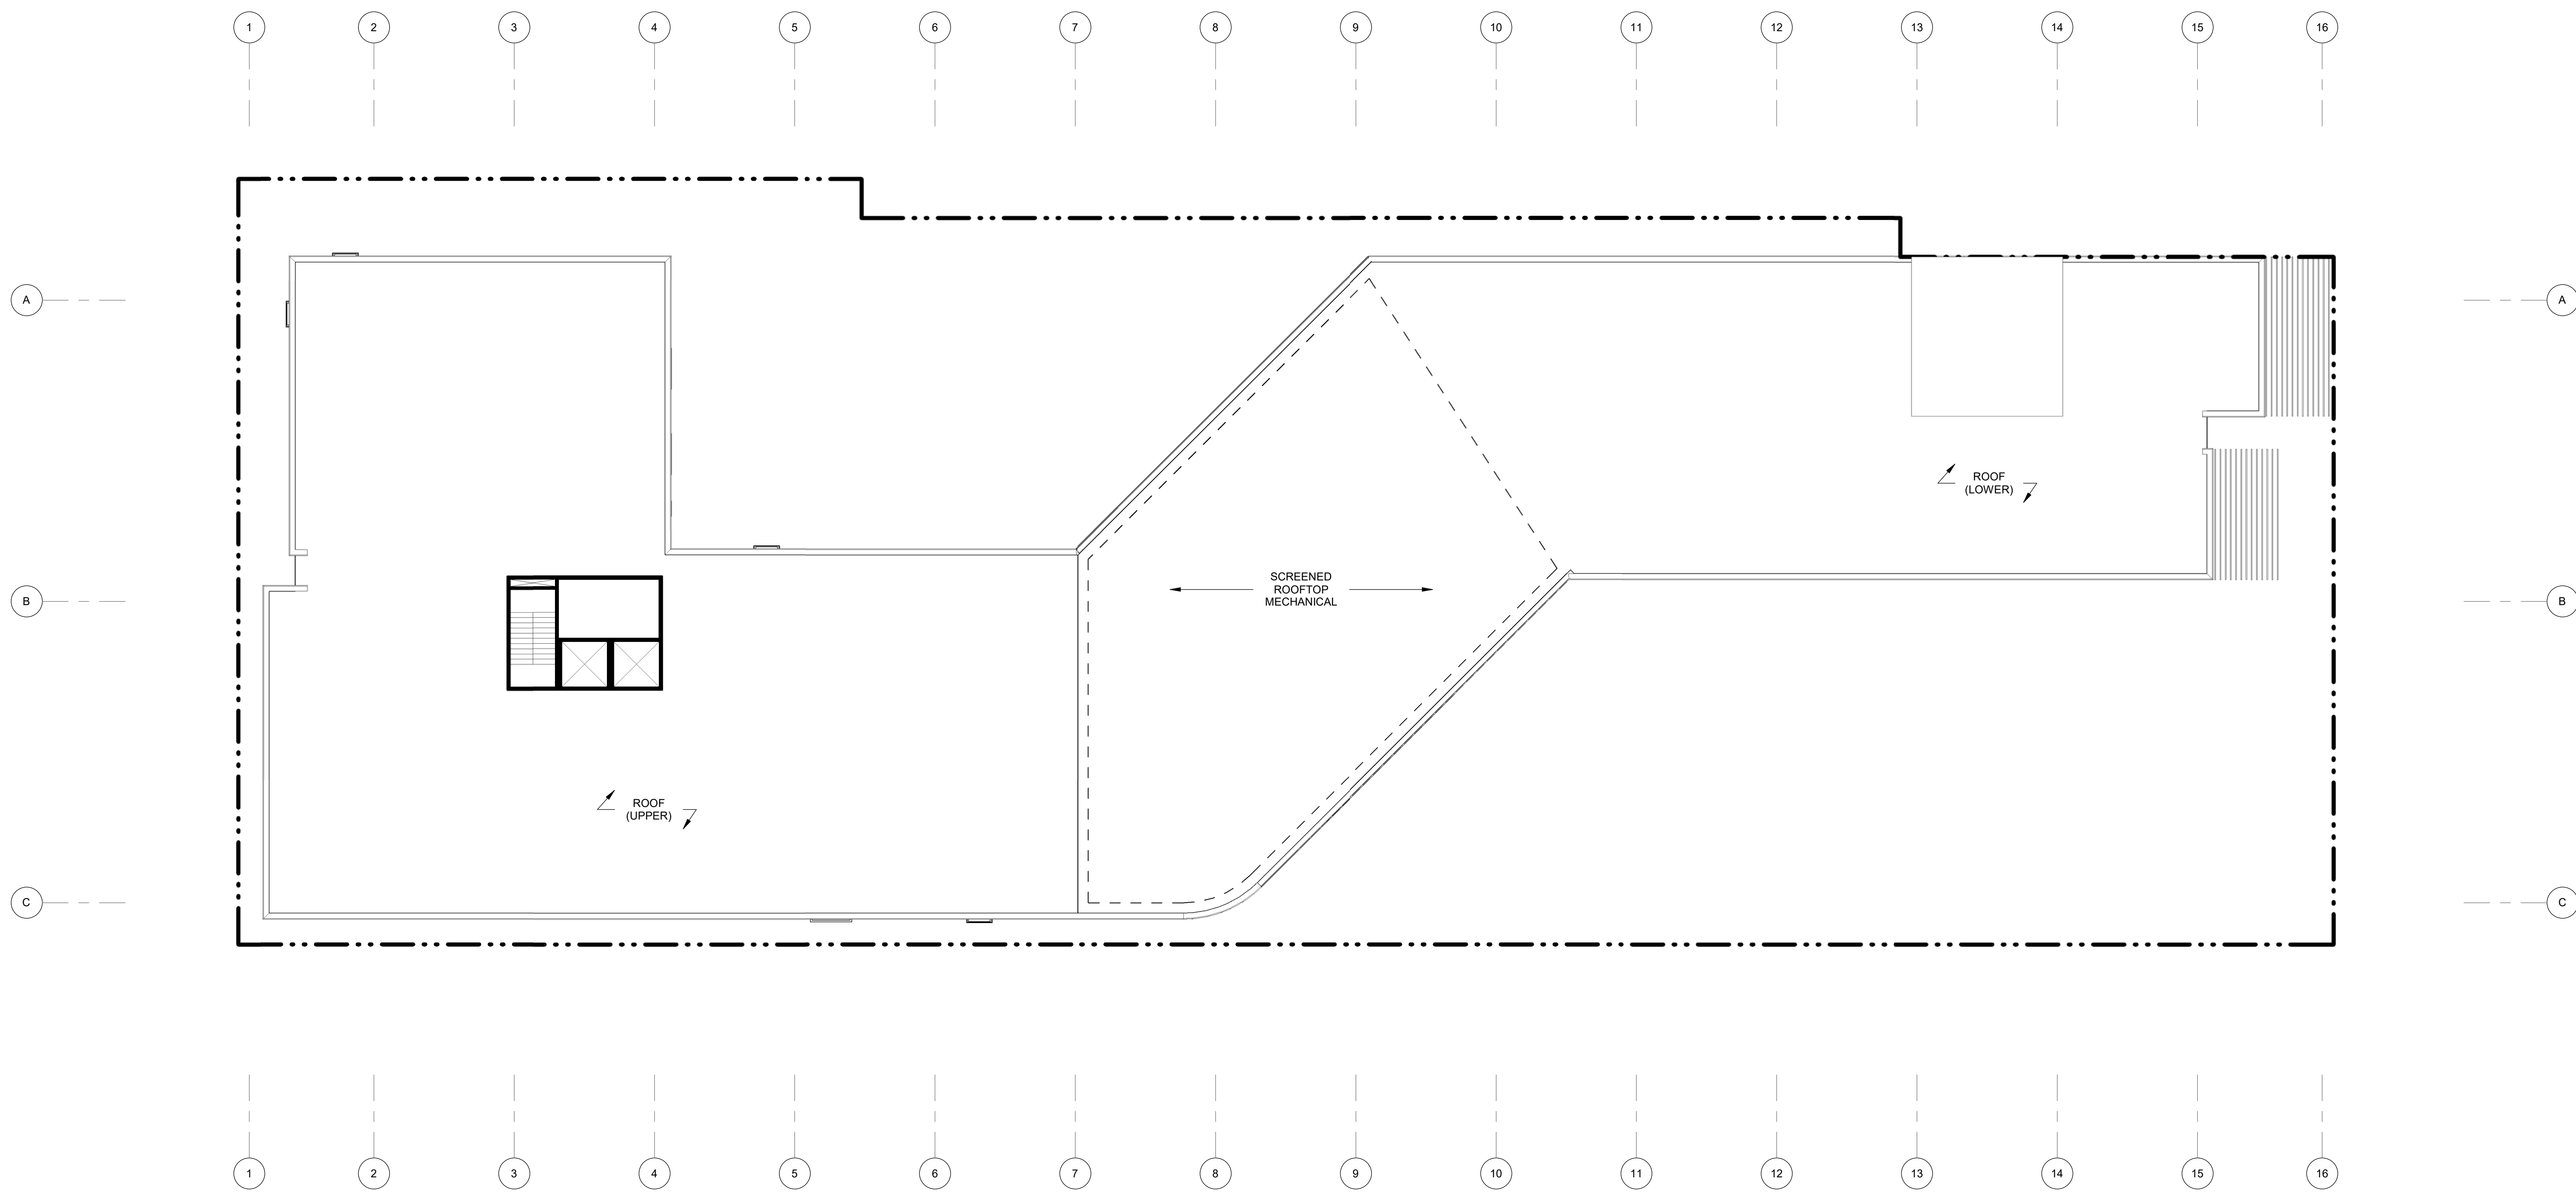 1 2 3 4 5 6 7 8 9 10 11 12 13 14 15 16
A A
ROOF
(LOWER)
SCREENED
ROOFTOP
MECHANICAL
B B
ROOF
(UPPER)
C C
1 2 3 4 5 6 7 8 9 10 11 12 13 14 15 16